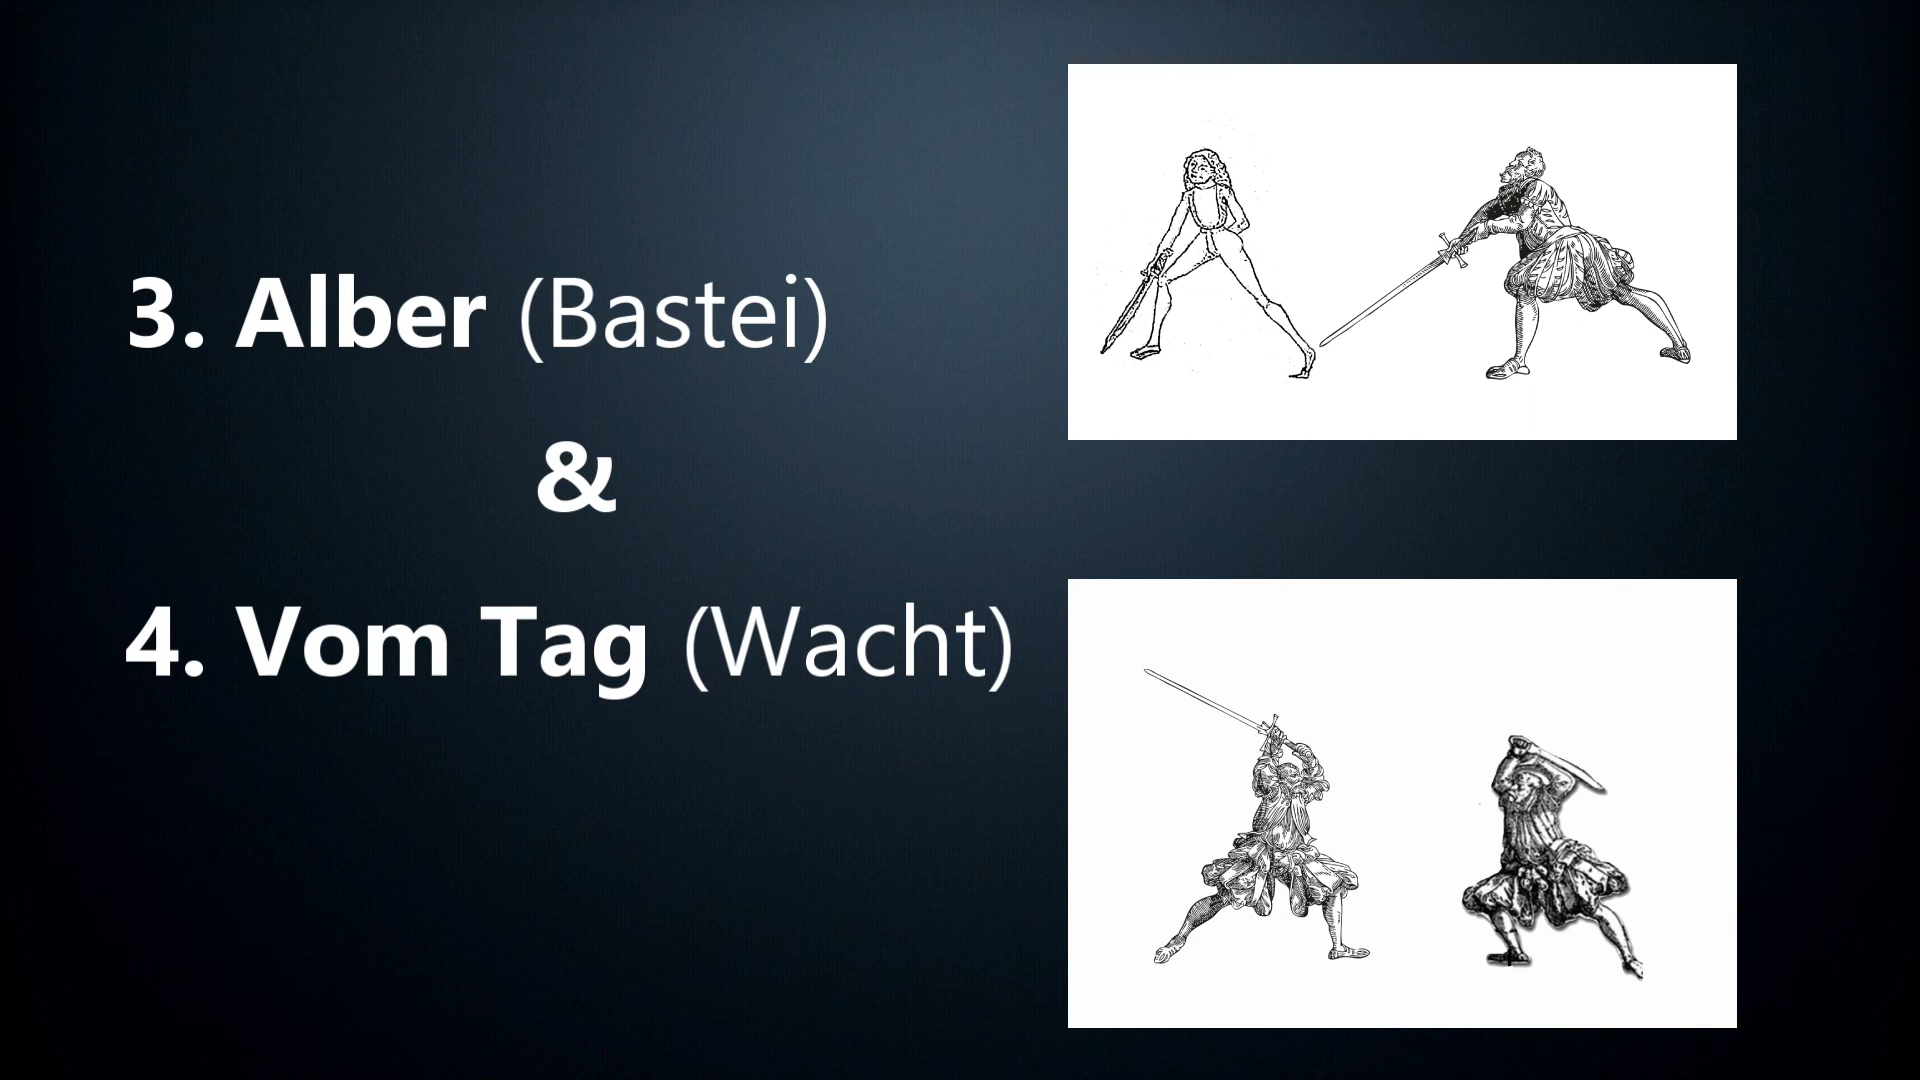 3. Alber (Bastei)
&
4. Vom Tag (Wacht)